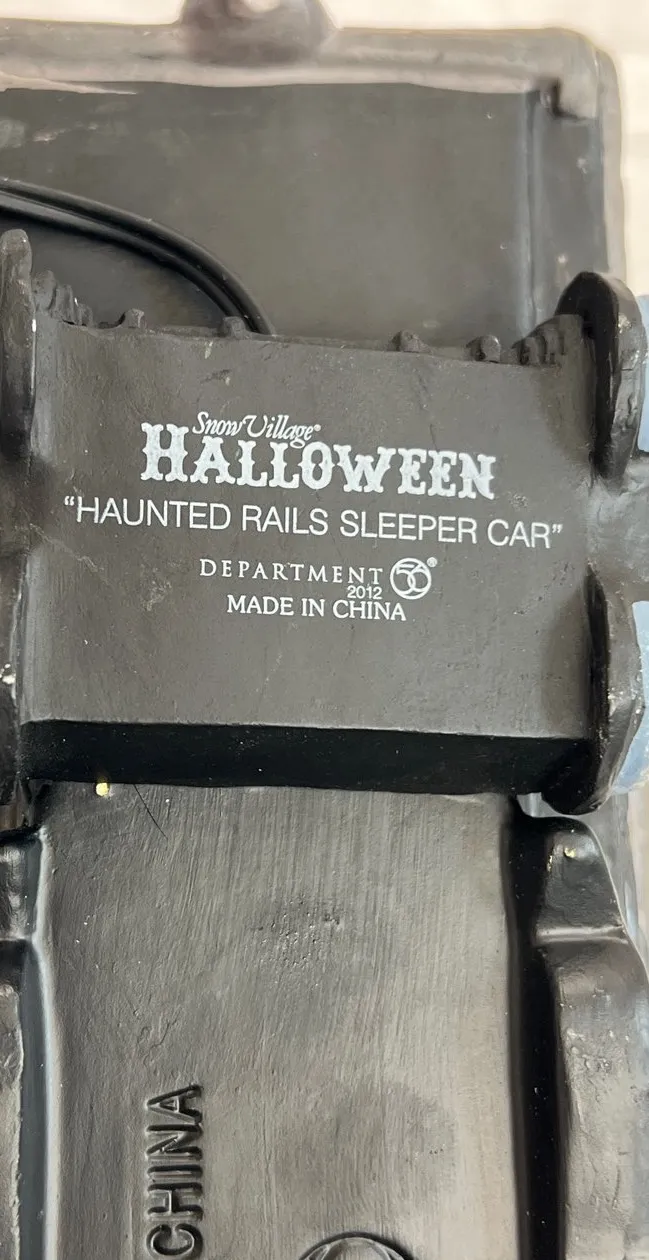 Snow Village®
HALLOWEEN
“HAUNTED RAILS SLEEPER CAR”
DEPARTMENT 56®
2012
MADE IN CHINA
CHINA